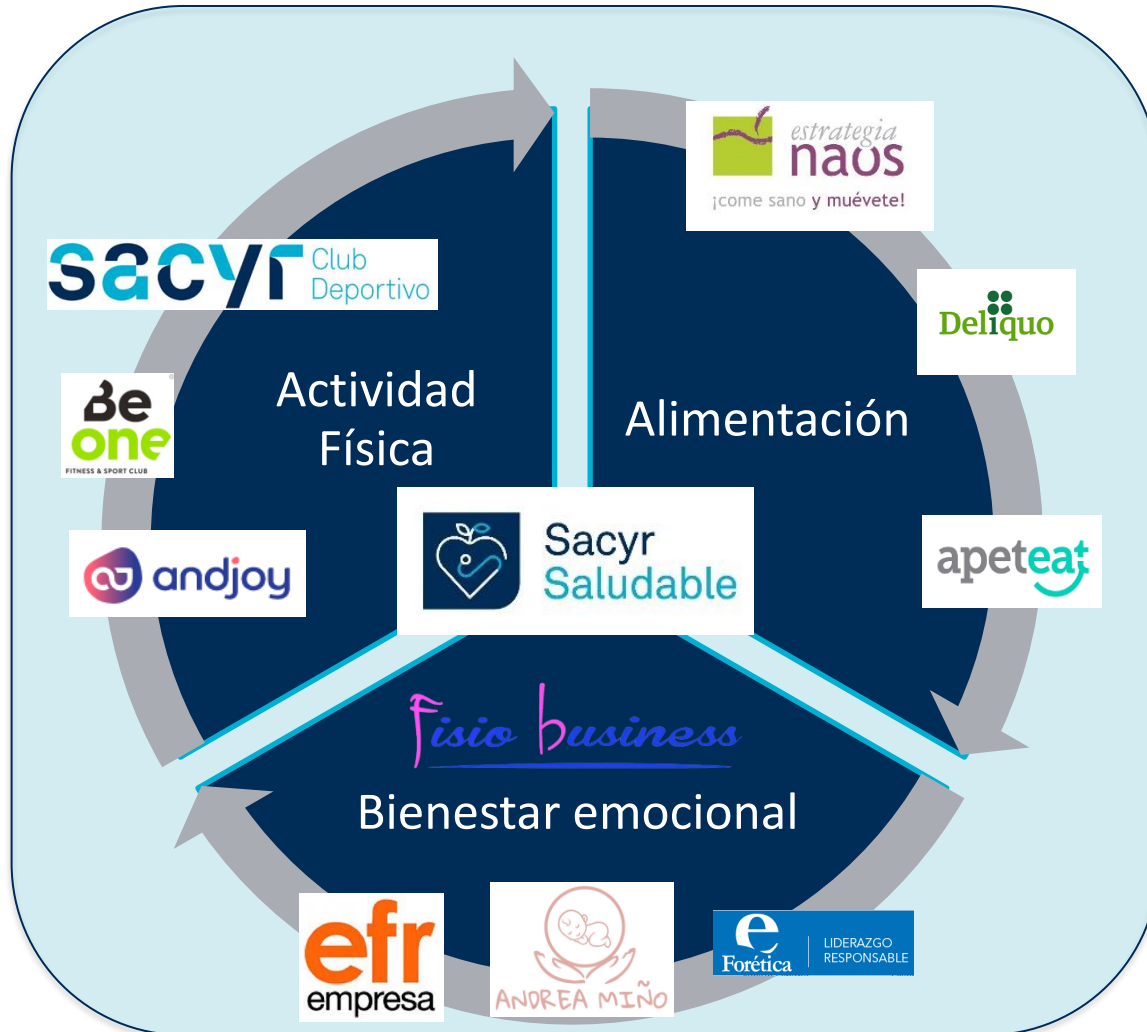 estrategia
naos
¡come sano y muévete!
sacyr Club
Deportivo
Deliquo
Be
one
FITNESS & SPORT CLUB
Actividad
Física
Alimentación
Sacyr
Saludable
andjoy
apeteat
Fisio business
Bienestar emocional
efr
empresa
ANDREA MIÑO
e
Forética
LIDERAZGO
RESPONSABLE